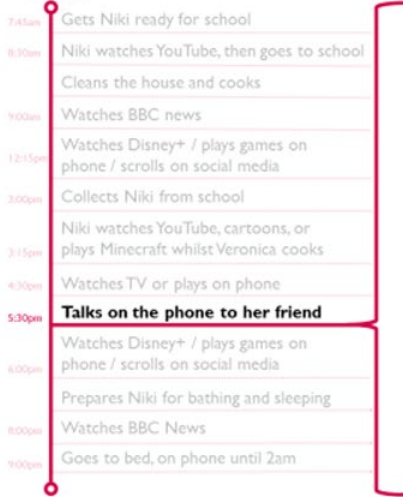 7:45am Gets Niki ready for school
8:30am Niki watches YouTube, then goes to school
Cleans the house and cooks
9:00am Watches BBC news
Watches Disney+ / plays games on
12:15pm phone / scrolls on social media
3:00pm Collects Niki from school
Niki watches YouTube, cartoons, or
3:15pm plays Minecraft whilst Veronica cooks
4:30pm Watches TV or plays on phone
5:30pm Talks on the phone to her friend
Watches Disney+ / plays games on
6:00pm phone / scrolls on social media
Prepares Niki for bathing and sleeping
8:00pm Watches BBC News
9:00pm Goes to bed, on phone until 2am